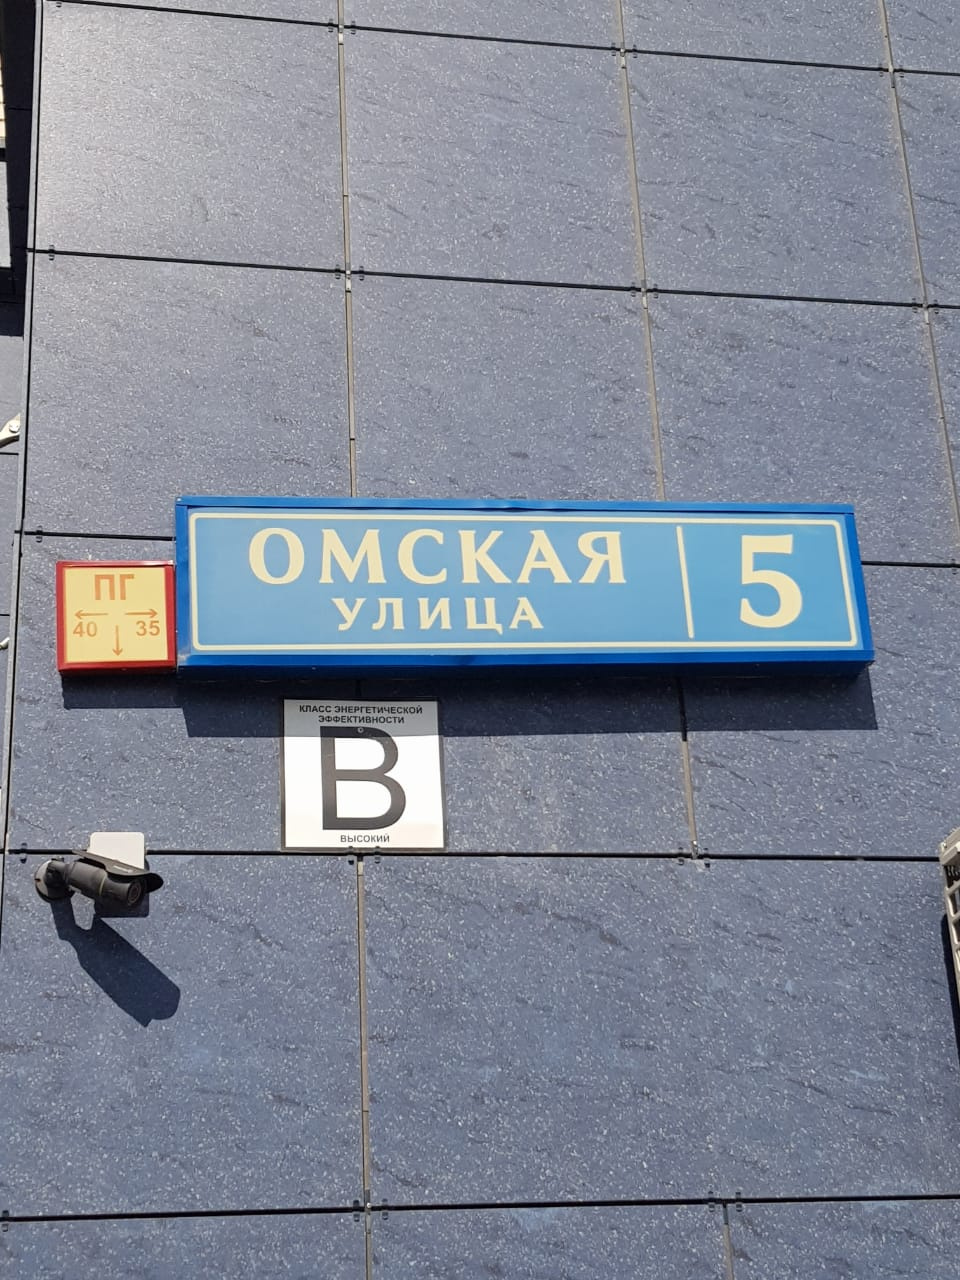 ОМСКАЯ
УЛИЦА
5
ПГ
40 35
КЛАСС ЭНЕРГЕТИЧЕСКОЙ
ЭФФЕКТИВНОСТИ
B
ВЫСОКИЙ